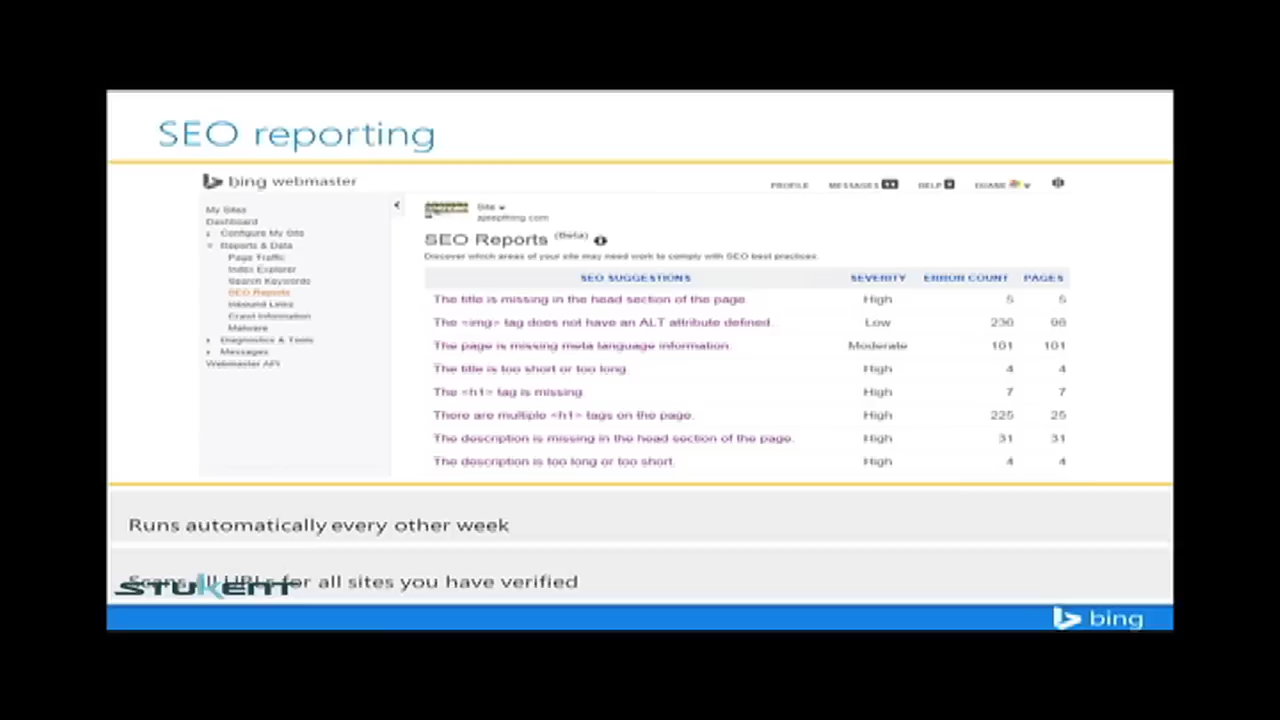 SEO reporting
bing webmaster
PROFILE MESSAGES HELP DUANE
My Sites
Dashboard
Configure My Site
Reports & Data
Page Traffic
Index Explorer
Search Keywords
SEO Reports
Inbound Links
Crawl Information
Malware
Diagnostics & Tools
Messages
Webmaster API
Site
SEO Reports (Beta)
Discover which areas of your site may need work to comply with SEO best practices.
SEO SUGGESTIONS SEVERITY ERROR COUNT PAGES
The title is missing in the head section of the page. High 5 5
The <img> tag does not have an ALT attribute defined. Low 236 98
The page is missing meta language information. Moderate 101 101
The title is too short or too long. High 4 4
The <h1> tag is missing. High 7 7
There are multiple <h1> tags on the page. High 225 25
The description is missing in the head section of the page. High 31 31
The description is too long or too short. High 4 4
Runs automatically every other week
Scans all URLs for all sites you have verified
STUKENT
bing